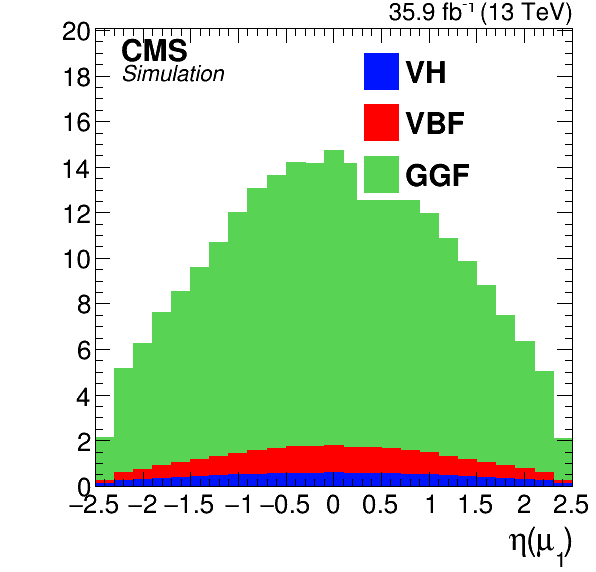 35.9 fb⁻¹ (13 TeV)
CMS
Simulation
VH
VBF
GGF
20
18
16
14
12
10
8
6
4
2
0
−2.5 −2 −1.5 −1 −0.5 0 0.5 1 1.5 2 2.5
η(μ₁)